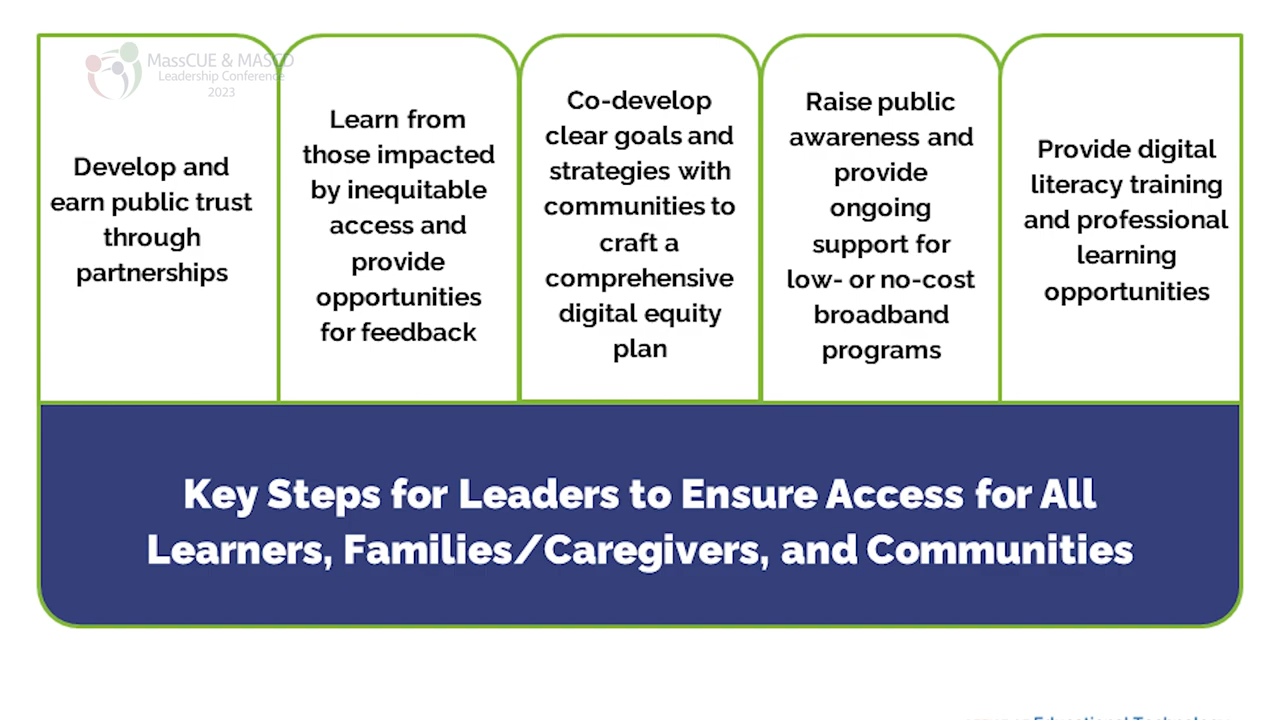 MassCUE & MASCD
Leadership Conference
2023
Develop and
earn public trust
through
partnerships
Learn from
those impacted
by inequitable
access and
provide
opportunities
for feedback
Co-develop
clear goals and
strategies with
communities to
craft a
comprehensive
digital equity
plan
Raise public
awareness and
provide
ongoing
support for
low- or no-cost
broadband
programs
Provide digital
literacy training
and professional
learning
opportunities
Key Steps for Leaders to Ensure Access for All
Learners, Families/Caregivers, and Communities
Educational Technology